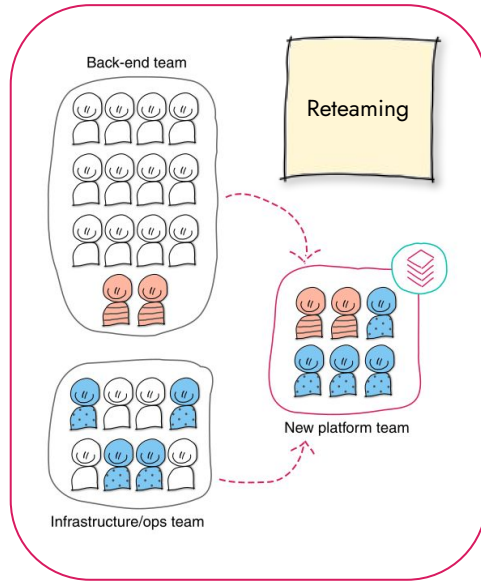 Back-end team
Reteaming
New platform team
Infrastructure/ops team